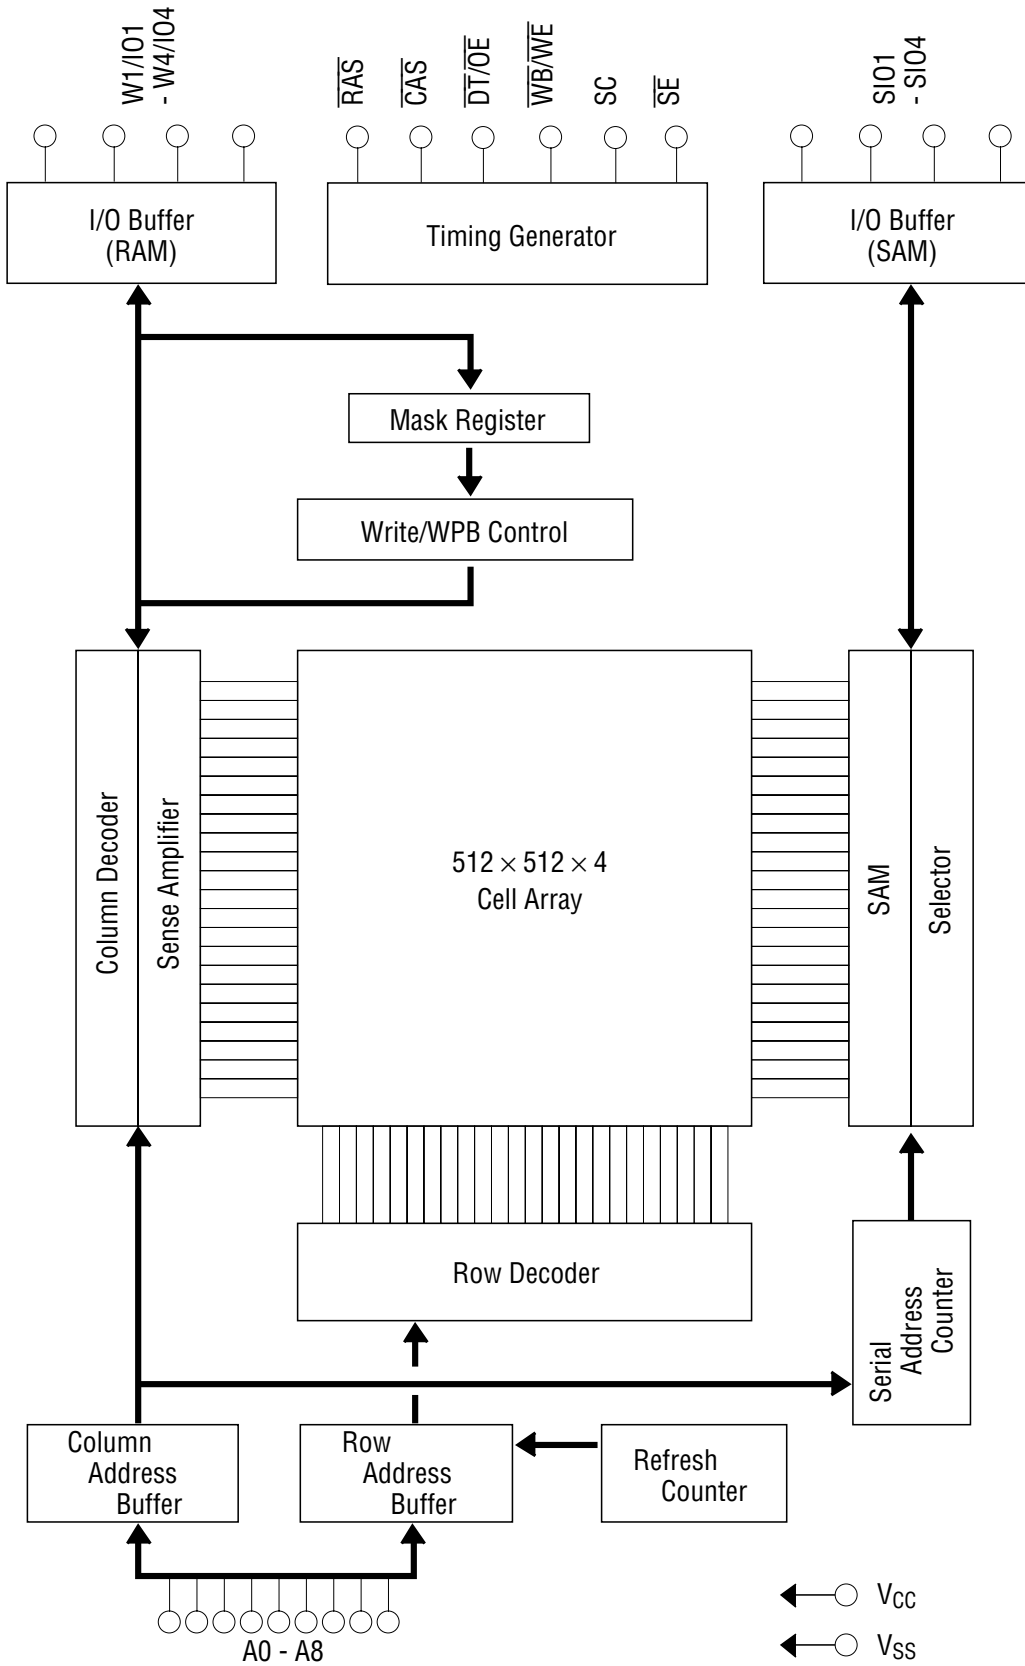 W1/IO1
- W4/IO4
RAS
CAS
DT/OE
WB/WE
SC
SE
SIO1
- SIO4
I/O Buffer
(RAM)
Timing Generator
I/O Buffer
(SAM)
Mask Register
Write/WPB Control
Column Decoder
Sense Amplifier
512 × 512 × 4
Cell Array
SAM
Selector
Row Decoder
Serial
Address
Counter
Column
Address
Buffer
Row
Address
Buffer
Refresh
Counter
A0 - A8
VCC
VSS